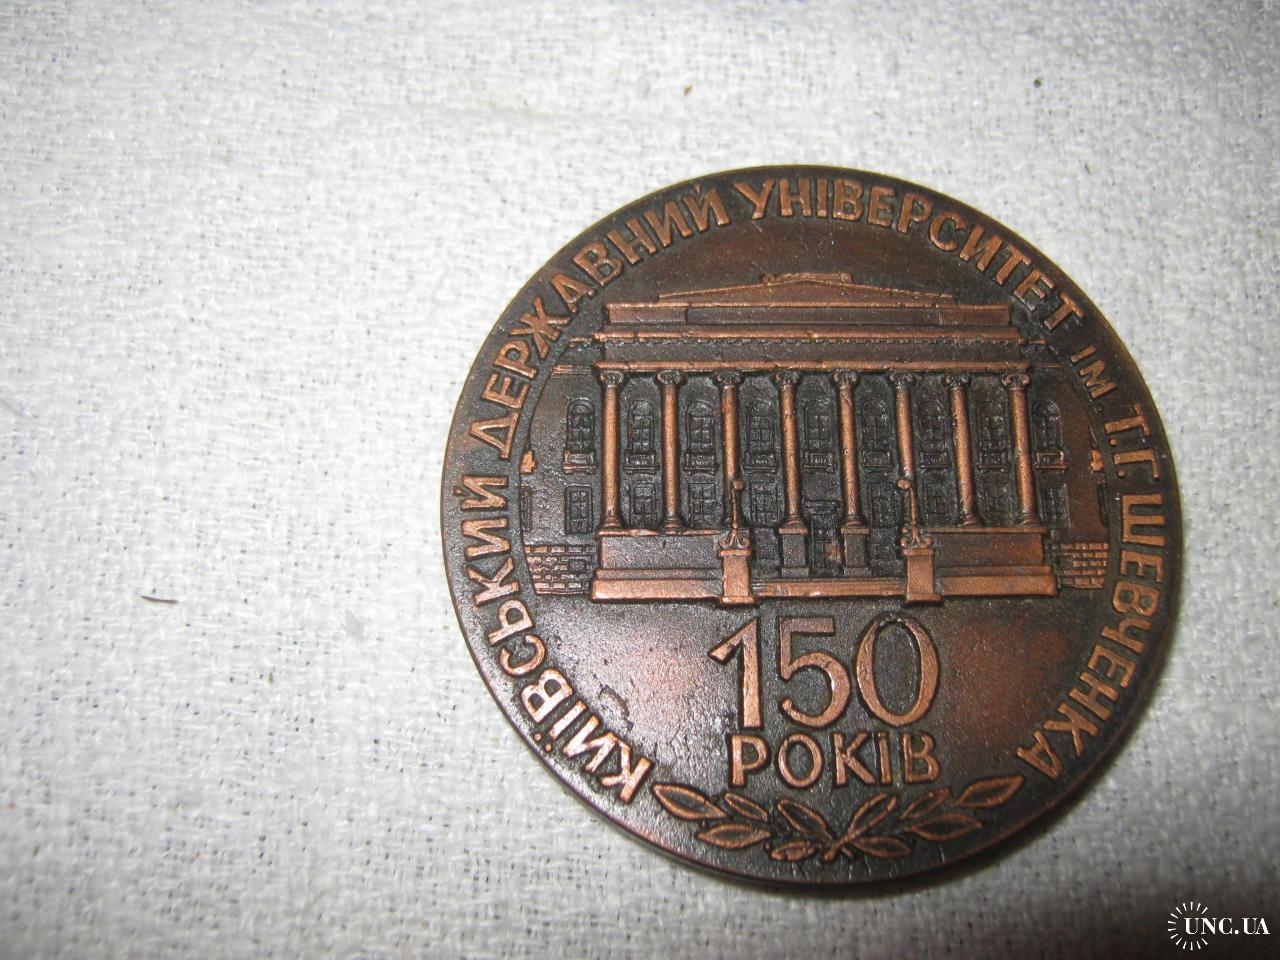 КИЇВСЬКИЙ ДЕРЖАВНИЙ УНІВЕРСИТЕТ ІМ. Т.Г. ШЕВЧЕНКА
150
РОКІВ
UNC.UA